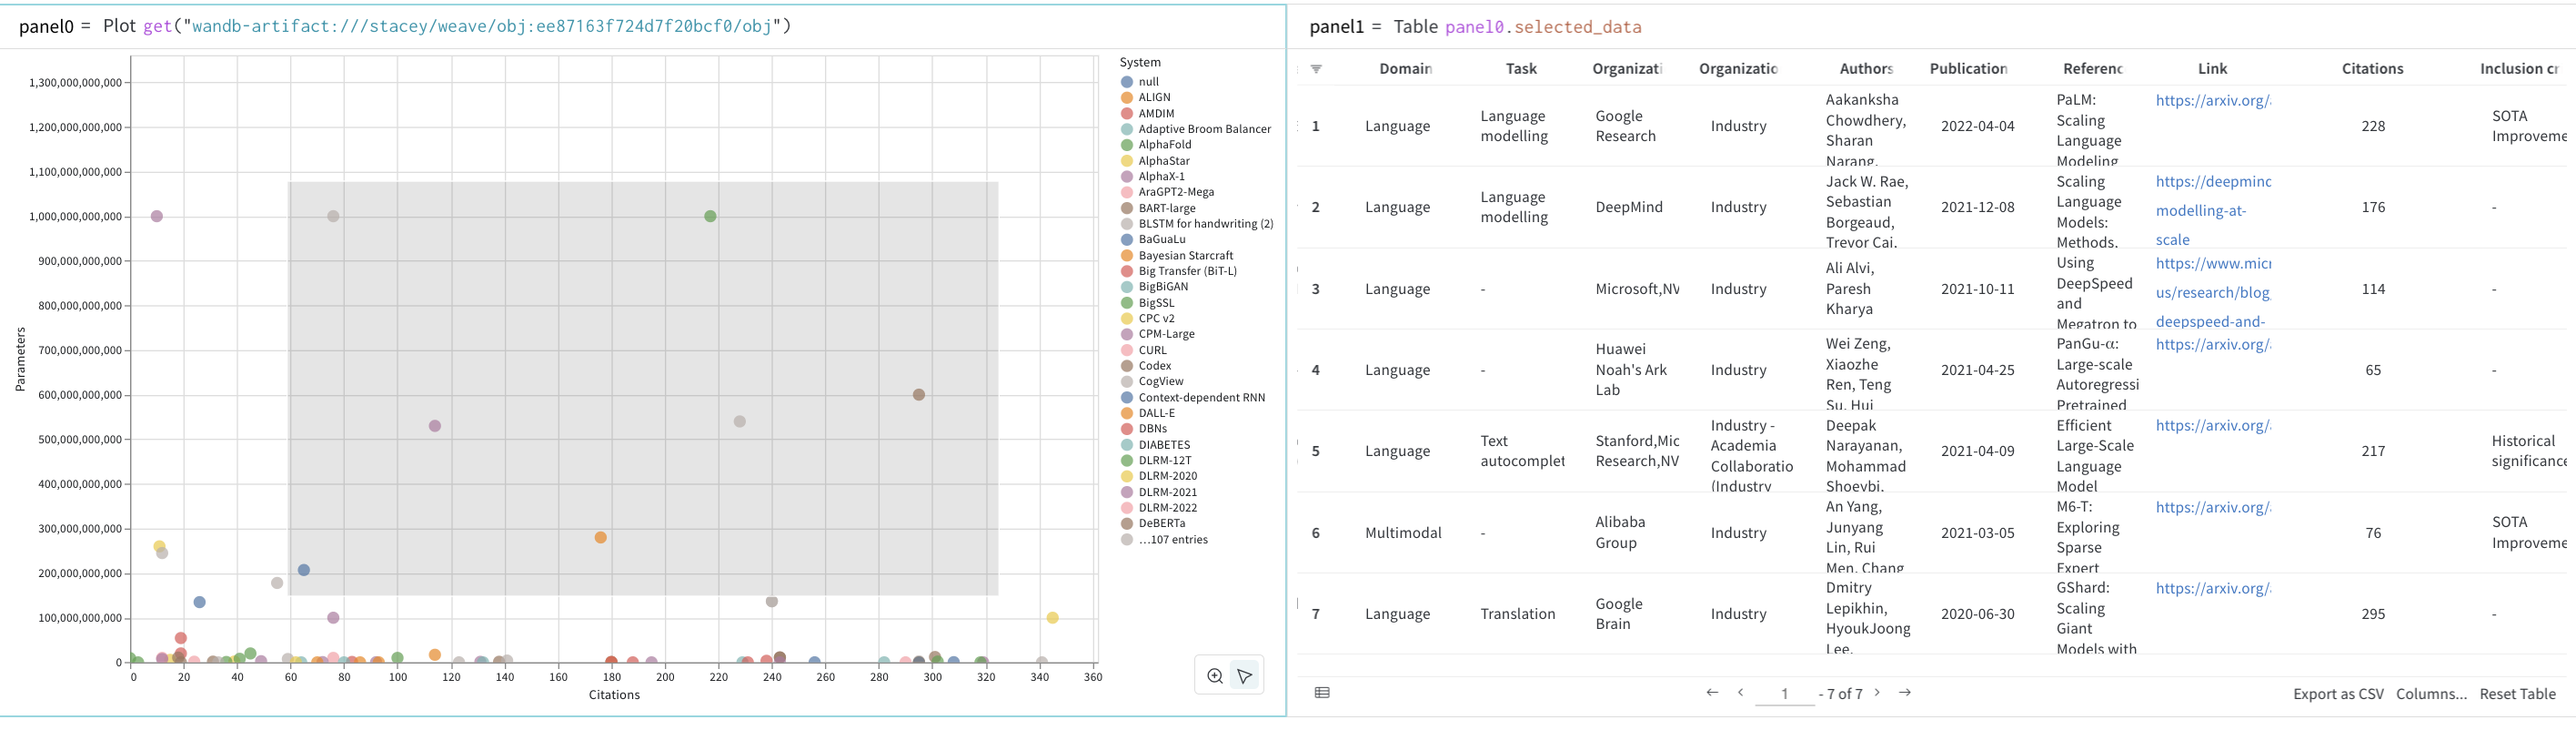 panel0 = Plot get("wandb-artifact:///stacey/weave/obj:ee87163f724d7f20bcf0/obj")
1,300,000,000,000
1,200,000,000,000
1,100,000,000,000
1,000,000,000,000
900,000,000,000
800,000,000,000
700,000,000,000
600,000,000,000
500,000,000,000
400,000,000,000
300,000,000,000
200,000,000,000
100,000,000,000
0
Parameters
0 20 40 60 80 100 120 140 160 180 200 220 240 260 280 300 320 340 360
Citations
System
null
ALIGN
AMDIM
Adaptive Broom Balancer
AlphaFold
AlphaStar
AlphaX-1
AraGPT2-Mega
BART-large
BLSTM for handwriting (2)
BaGuaLu
Bayesian Starcraft
Big Transfer (BiT-L)
BigBiGAN
BigSSL
CPC v2
CPM-Large
CURL
Codex
CogView
Context-dependent RNN
DALL-E
DBNs
DIABETES
DLRM-12T
DLRM-2020
DLRM-2021
DLRM-2022
DeBERTa
...107 entries
panel1 = Table panel0.selected_data
Domain Task Organizati Organizatio Authors Publication Referenc Link Citations Inclusion cr
1
Language
Language
modelling
Google
Research
Industry
Aakanksha
Chowdhery,
Sharan
Narang,
2022-04-04
PaLM:
Scaling
Language
Modeling
https://arxiv.org/
228
SOTA
Improveme
2
Language
Language
modelling
DeepMind
Industry
Jack W. Rae,
Sebastian
Borgeaud,
Trevor Cai,
2021-12-08
Scaling
Language
Models:
Methods,
https://deepminc
modelling-at-
scale
176
-
3
Language
-
Microsoft,NV
Industry
Ali Alvi,
Paresh
Kharya
2021-10-11
Using
DeepSpeed
and
Megatron to
https://www.micr
us/research/blog
deepspeed-and-
114
-
4
Language
-
Huawei
Noah's Ark
Lab
Industry
Wei Zeng,
Xiaozhe
Ren, Teng
Su, Hui
2021-04-25
PanGu-α:
Large-scale
Autoregressi
Pretrained
https://arxiv.org/
65
-
5
Language
Text
autocomplet
Stanford,Mic
Research,NV
Industry -
Academia
Collaboratio
(Industry
Deepak
Narayanan,
Mohammad
Shoeybi,
2021-04-09
Efficient
Large-Scale
Language
Model
https://arxiv.org/
217
Historical
significance
6
Multimodal
-
Alibaba
Group
Industry
An Yang,
Junyang
Lin, Rui
Men, Chang
2021-03-05
M6-T:
Exploring
Sparse
Expert
https://arxiv.org/
76
SOTA
Improveme
7
Language
Translation
Google
Brain
Industry
Dmitry
Lepikhin,
HyoukJoong
Lee,
2020-06-30
GShard:
Scaling
Giant
Models with
https://arxiv.org/
295
-
1 - 7 of 7
Export as CSV Columns... Reset Table